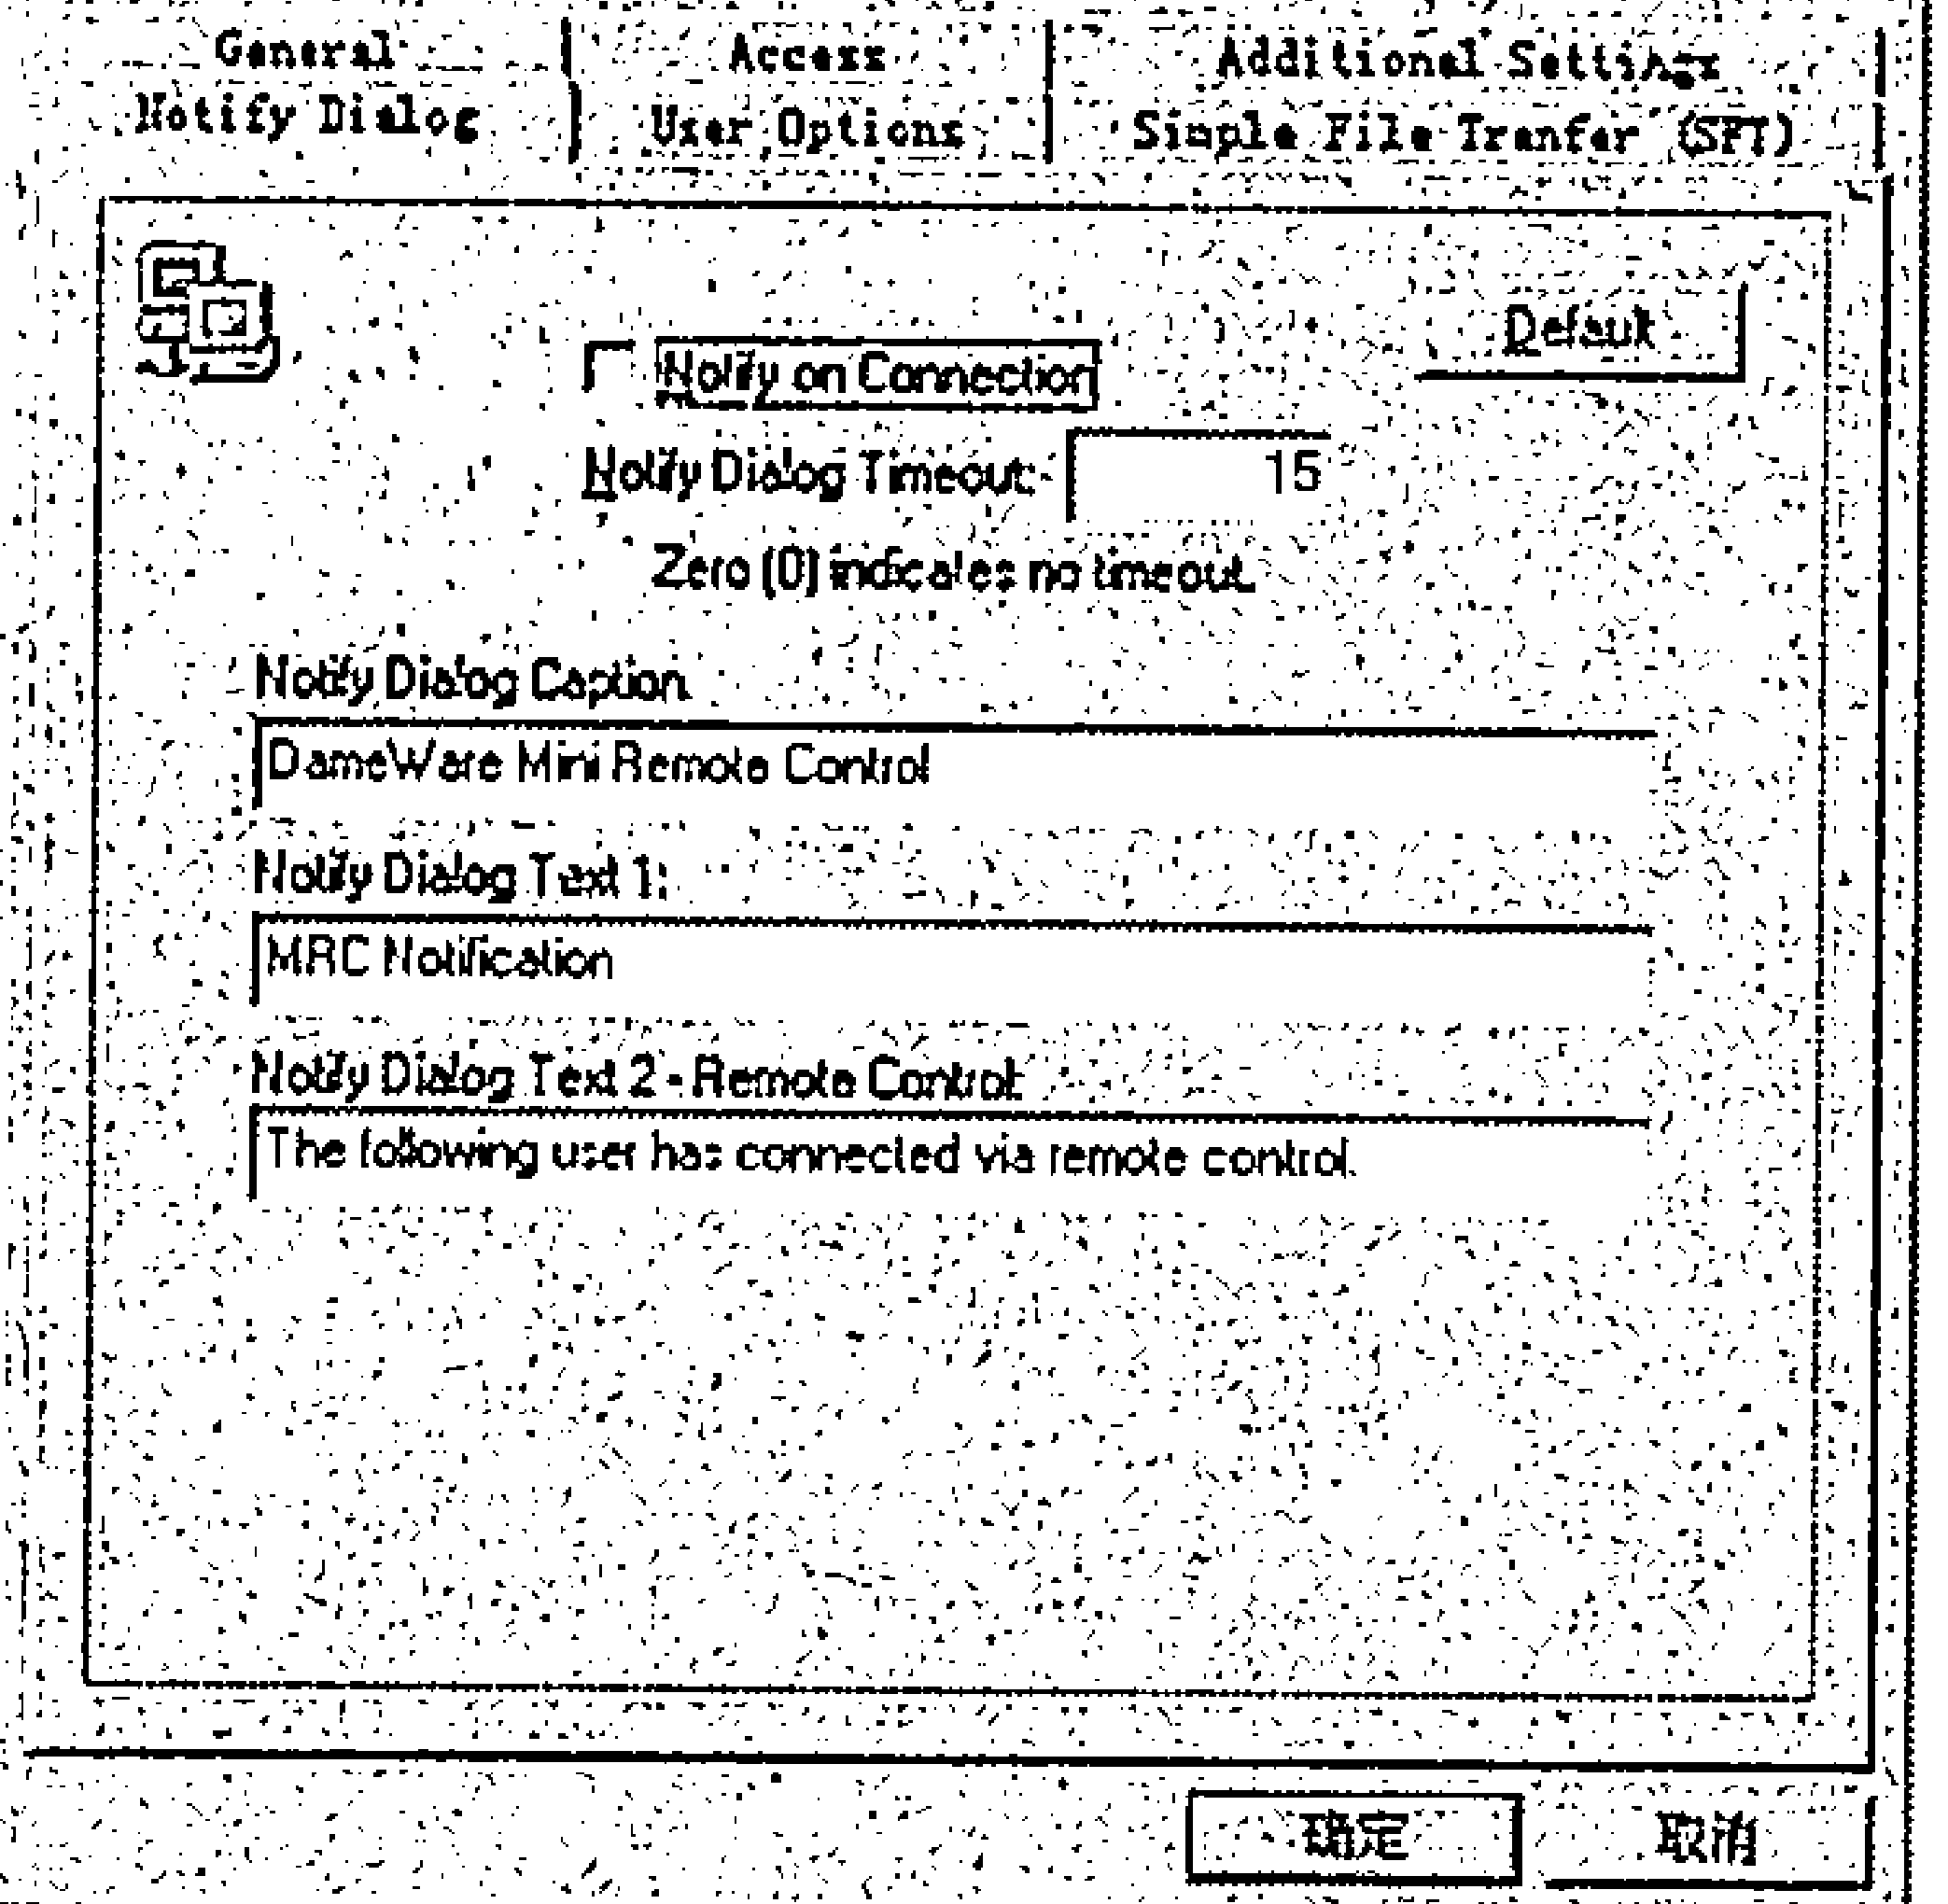 General Access Additional Settings
Notify Dialog User Options Simple File Tranfer (SFT)
Default
Notify on Connection
Notify Dialog Timeout: 15
Zero (0) indicates no timeout.
Notify Dialog Caption
DameWare Mini Remote Control
Notify Dialog Text 1:
MRC Notification
Notify Dialog Text 2 - Remote Control:
The following user has connected via remote control.
确定 取消